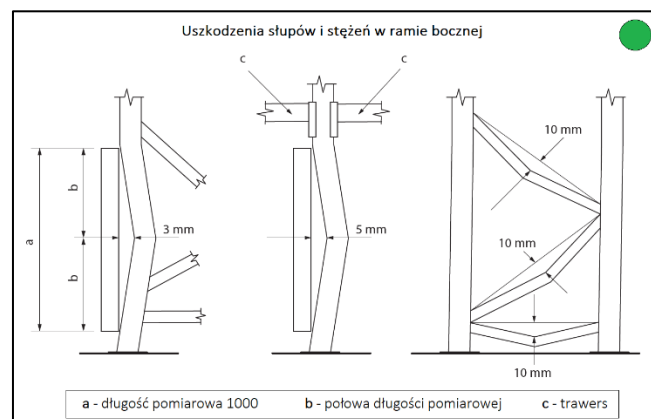 Uszkodzenia słupów i stężeń w ramie bocznej
c
c
10 mm
b
a
3 mm
5 mm
b
10 mm
10 mm
a - długość pomiarowa 1000 b - połowa długości pomiarowej c - trawers